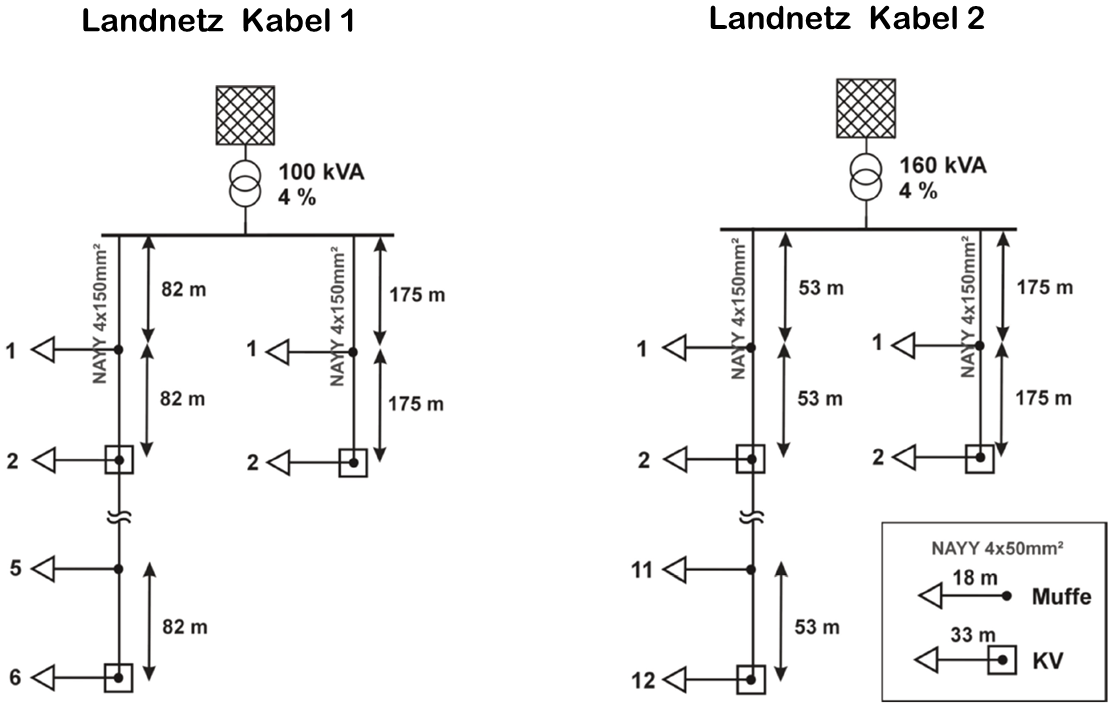 Landnetz Kabel 1
100 kVA
4 %
NAYY 4x150mm²
82 m
1
82 m
2
5
82 m
6
NAYY 4x150mm²
175 m
1
175 m
2
Landnetz Kabel 2
160 kVA
4 %
NAYY 4x150mm²
53 m
1
53 m
2
11
53 m
12
NAYY 4x150mm²
175 m
1
175 m
2
NAYY 4x50mm²
18 m
Muffe
33 m
KV